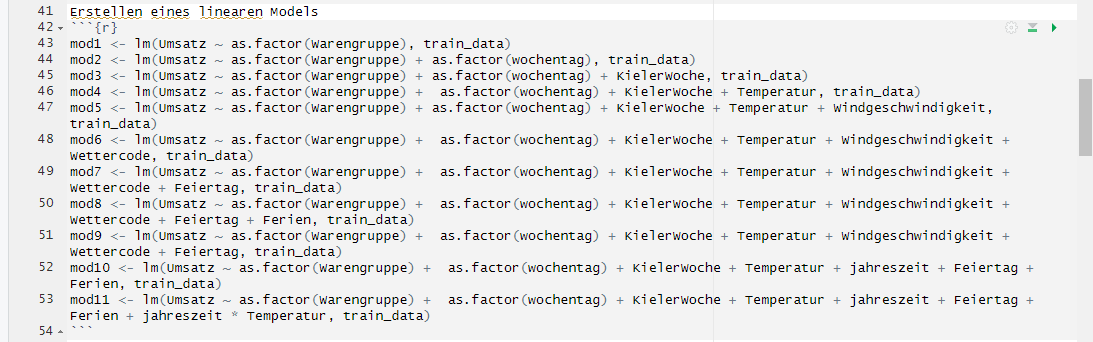 41 Erstellen eines linearen Models
42 ```{r}
43 mod1 <- lm(Umsatz ~ as.factor(Warengruppe), train_data)
44 mod2 <- lm(Umsatz ~ as.factor(Warengruppe) + as.factor(wochentag), train_data)
45 mod3 <- lm(Umsatz ~ as.factor(Warengruppe) + as.factor(wochentag) + KielerWoche, train_data)
46 mod4 <- lm(Umsatz ~ as.factor(Warengruppe) +  as.factor(wochentag) + KielerWoche + Temperatur, train_data)
47 mod5 <- lm(Umsatz ~ as.factor(Warengruppe) + as.factor(wochentag) + KielerWoche + Temperatur + Windgeschwindigkeit,
train_data)
48 mod6 <- lm(Umsatz ~ as.factor(Warengruppe) +  as.factor(wochentag) + KielerWoche + Temperatur + Windgeschwindigkeit +
Wettercode, train_data)
49 mod7 <- lm(Umsatz ~ as.factor(Warengruppe) +  as.factor(wochentag) + KielerWoche + Temperatur + Windgeschwindigkeit +
Wettercode + Feiertag, train_data)
50 mod8 <- lm(Umsatz ~ as.factor(Warengruppe) +  as.factor(wochentag) + KielerWoche + Temperatur + Windgeschwindigkeit +
Wettercode + Feiertag + Ferien, train_data)
51 mod9 <- lm(Umsatz ~ as.factor(Warengruppe) +  as.factor(wochentag) + KielerWoche + Temperatur + Windgeschwindigkeit +
Wettercode + Feiertag, train_data)
52 mod10 <- lm(Umsatz ~ as.factor(Warengruppe) +  as.factor(wochentag) + KielerWoche + Temperatur + jahreszeit + Feiertag +
Ferien, train_data)
53 mod11 <- lm(Umsatz ~ as.factor(Warengruppe) +  as.factor(wochentag) + KielerWoche + Temperatur + jahreszeit + Feiertag +
Ferien + jahreszeit * Temperatur, train_data)
54 ```